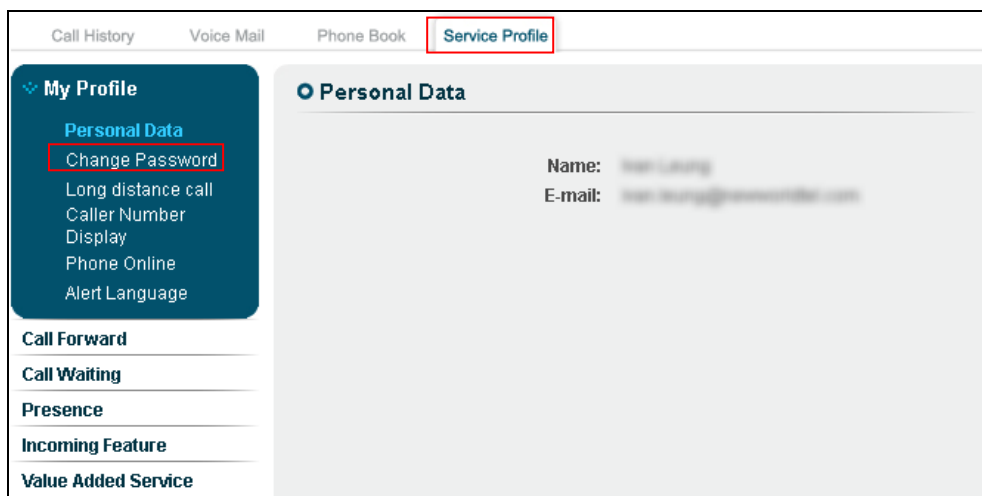 Call History Voice Mail Phone Book Service Profile
My Profile
Personal Data
Change Password
Long distance call
Caller Number
Display
Phone Online
Alert Language
Call Forward
Call Waiting
Presence
Incoming Feature
Value Added Service
Personal Data
Name:
E-mail: